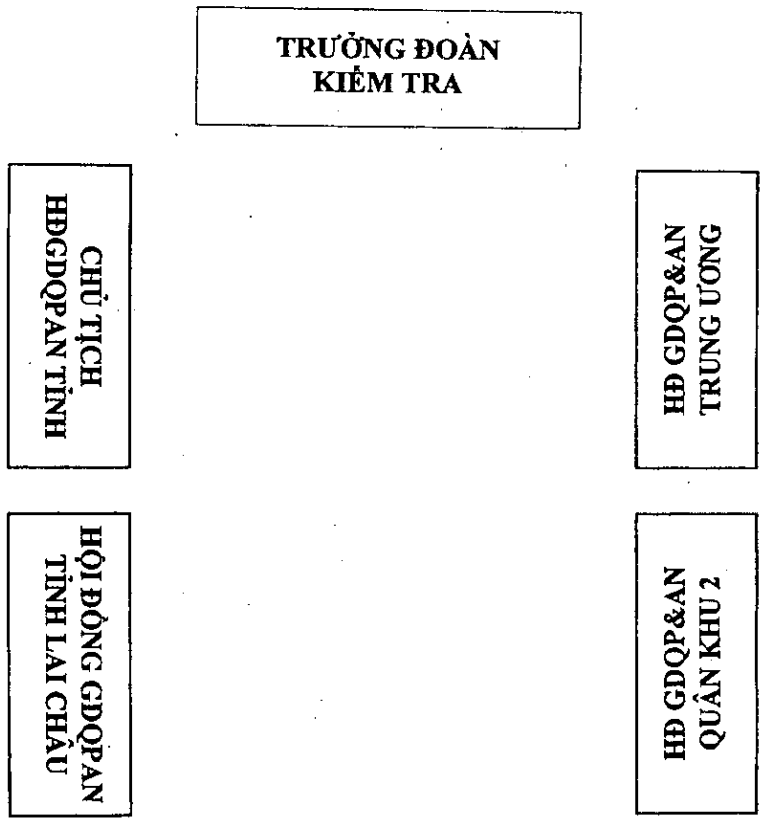 TRƯỞNG ĐOÀN
KIỂM TRA
CHỦ TỊCH
HĐGDQPAN TỈNH
HĐ GDQP&AN
TRUNG ƯƠNG
HỘI ĐỒNG GDQPAN
TỈNH LAI CHÂU
HĐ GDQP&AN
QUÂN KHU 2